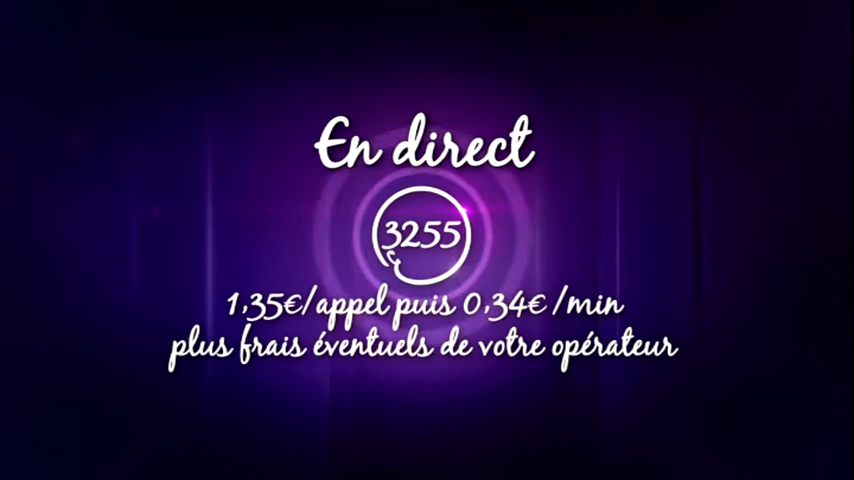 En direct
3255
1,35€/appel puis 0,34€ /min
plus frais éventuels de votre opérateur